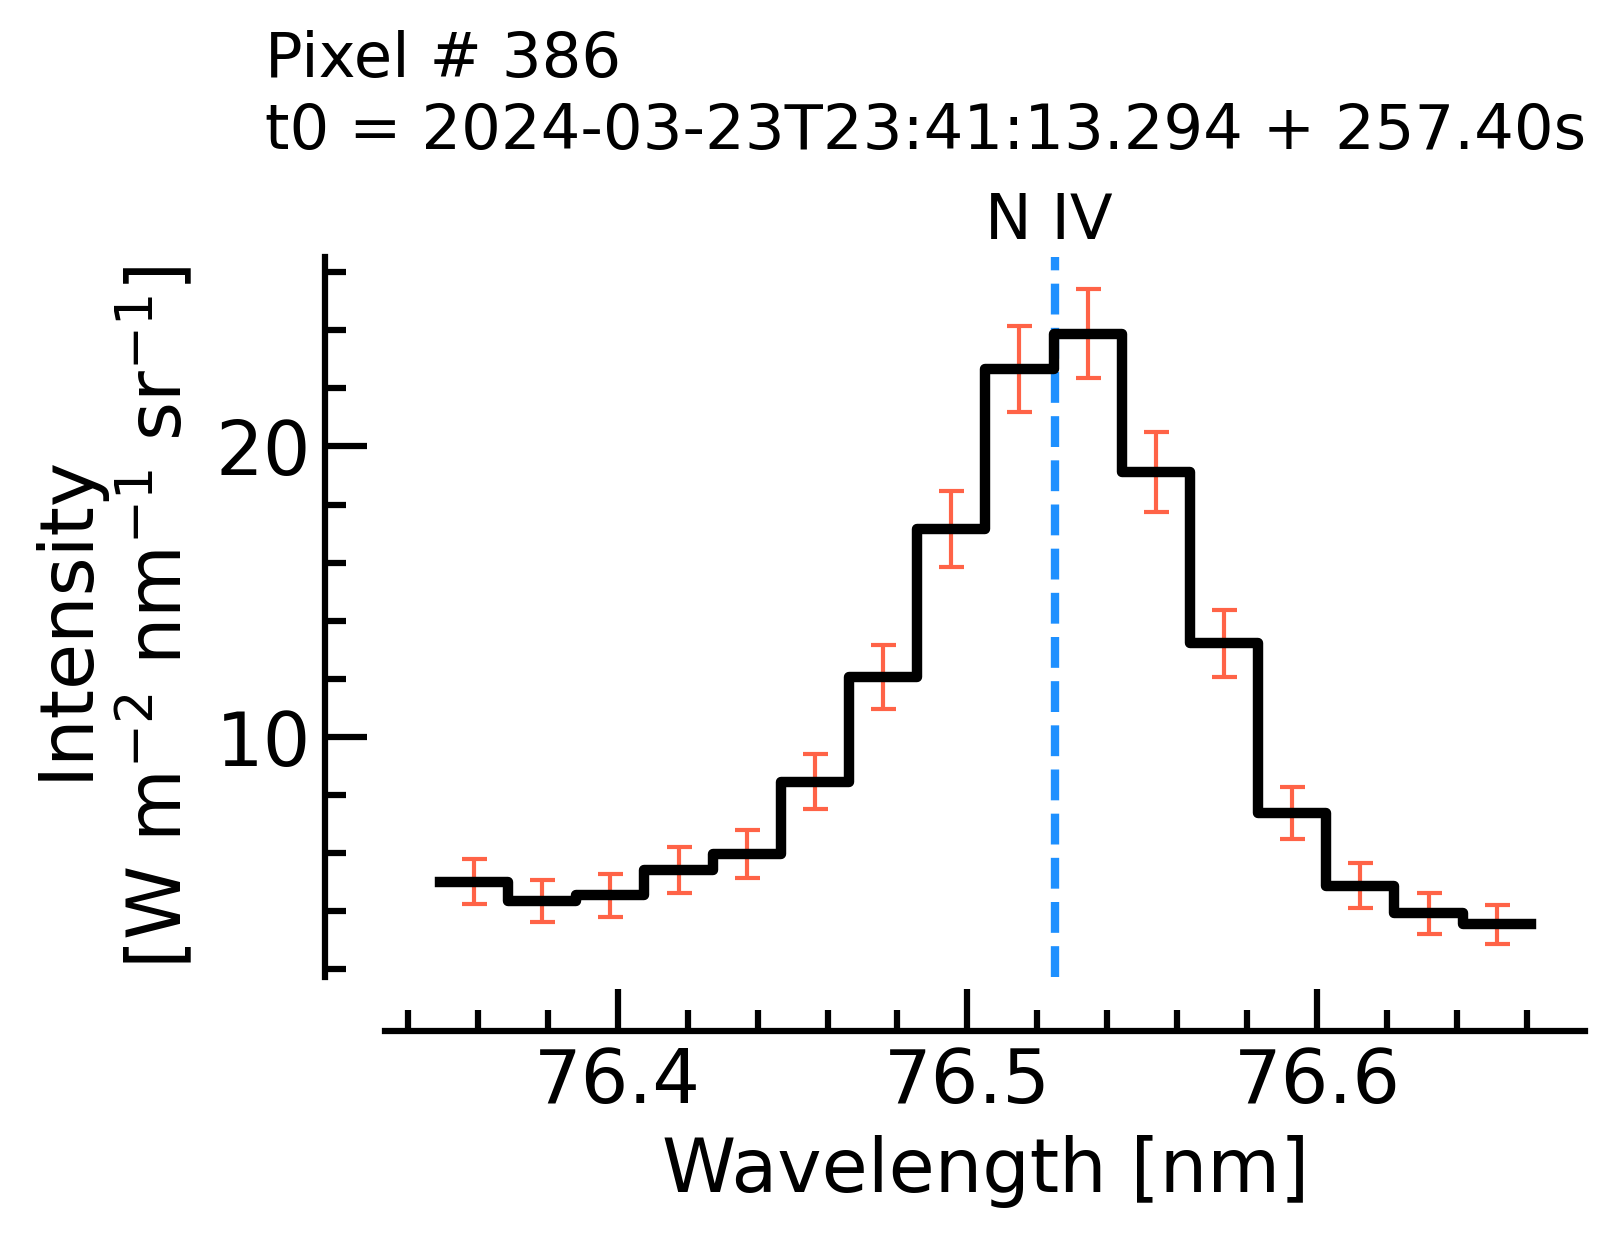 Pixel # 386
t0 = 2024-03-23T23:41:13.294 + 257.40s
N IV
Intensity
[W m⁻² nm⁻¹ sr⁻¹]
20
10
76.4 76.5 76.6
Wavelength [nm]